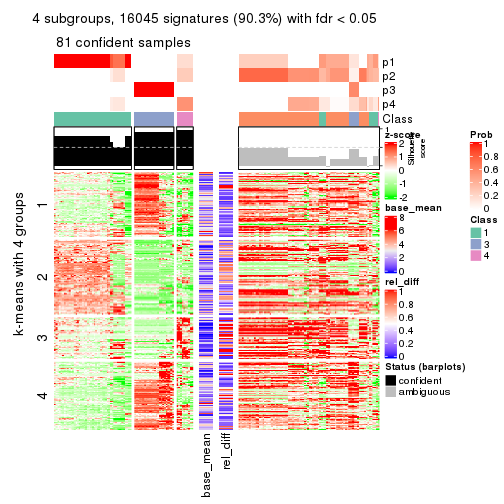 4 subgroups, 16045 signatures (90.3%) with fdr < 0.05
81 confident samples
p1
p2
p3
p4
Class
1
Silhouette
score
k-means with 4 groups
1
2
3
4
base_mean
rel_diff
z-score
2
1
0
-1
-2
base_mean
8
6
4
2
0
rel_diff
1
0.8
0.6
0.4
0.2
0
Status (barplots)
confident
ambiguous
Prob
1
0.8
0.6
0.4
0.2
0
Class
1
3
4